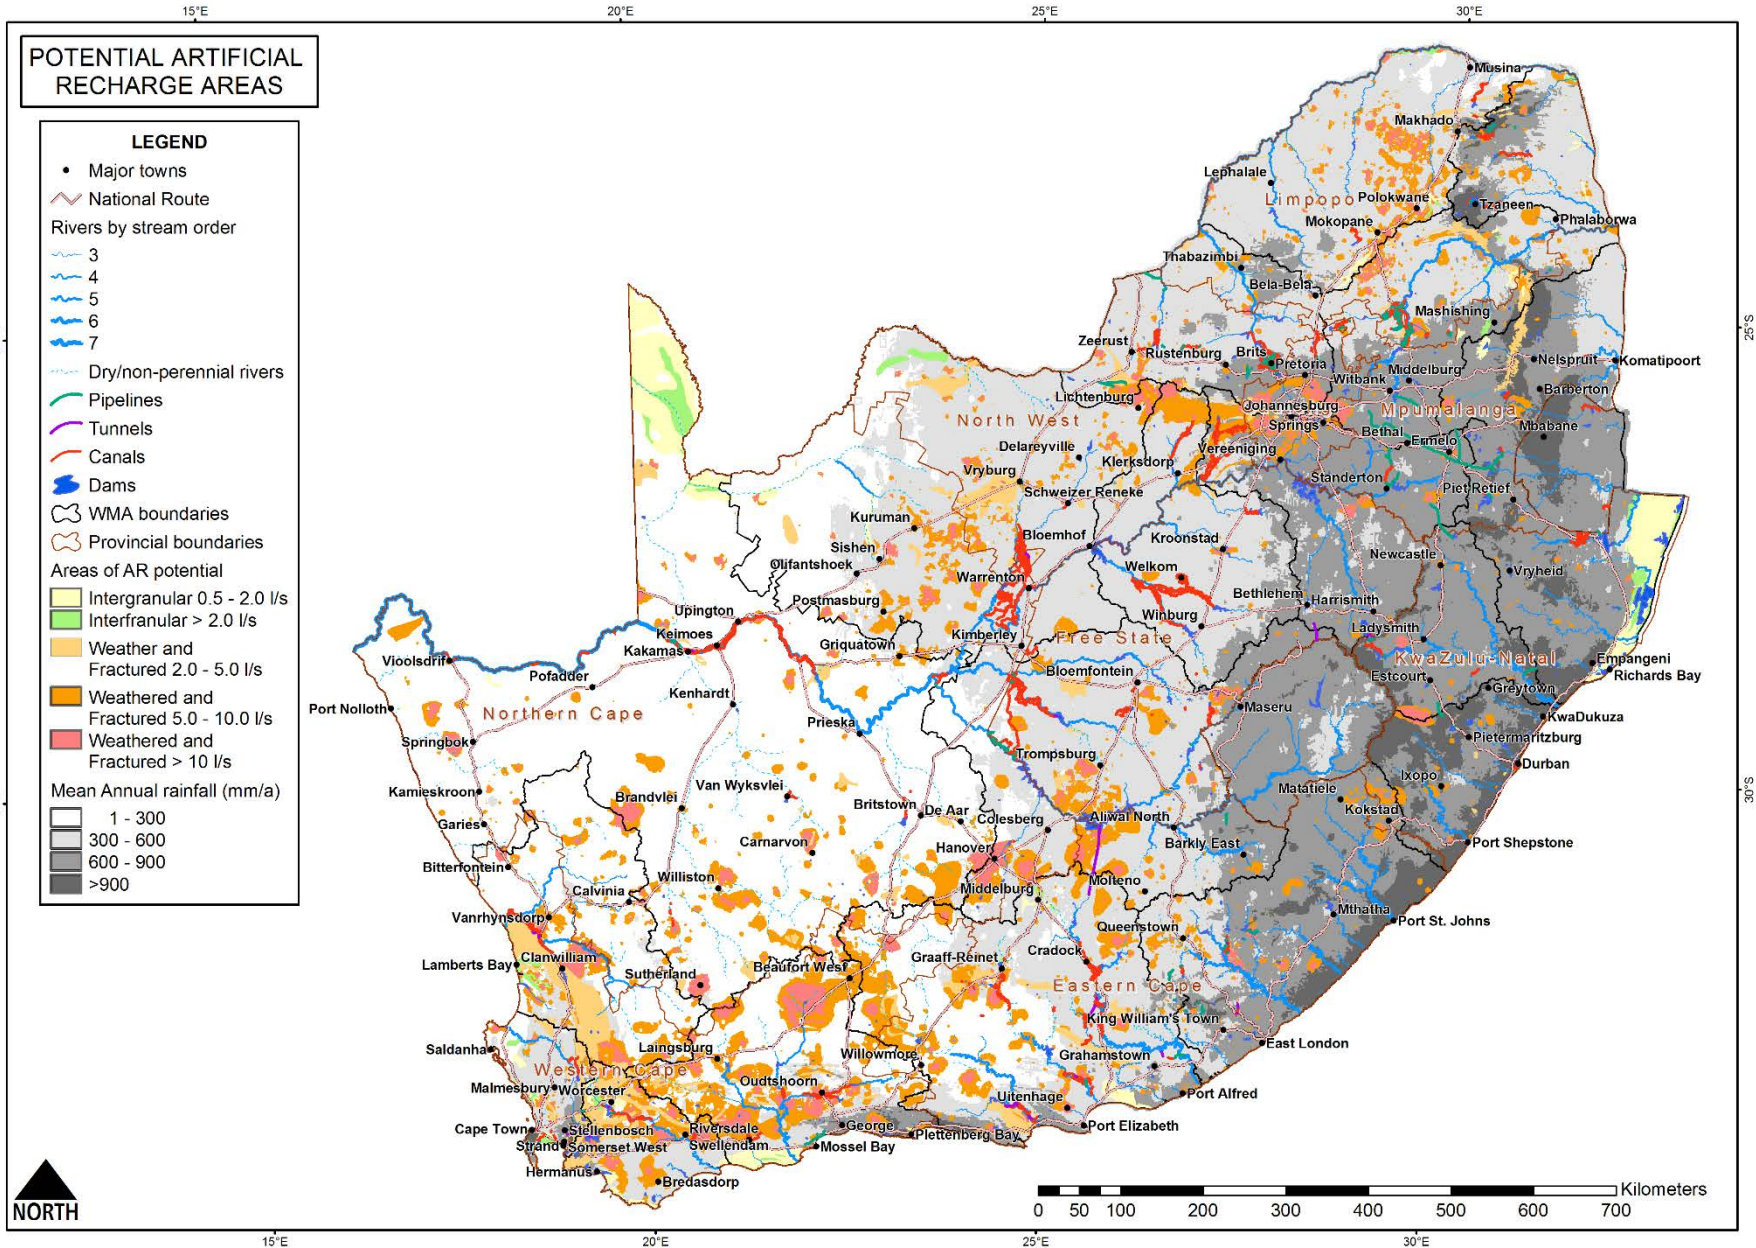 15°E
20°E
25°E
30°E
POTENTIAL ARTIFICIAL
RECHARGE AREAS
LEGEND
Major towns
National Route
Rivers by stream order
3
4
5
6
7
Dry/non-perennial rivers
Pipelines
Tunnels
Canals
Dams
WMA boundaries
Provincial boundaries
Areas of AR potential
Intergranular 0.5 - 2.0 l/s
Interfranular > 2.0 l/s
Weather and
Fractured 2.0 - 5.0 l/s
Weathered and
Fractured 5.0 - 10.0 l/s
Weathered and
Fractured > 10 l/s
Mean Annual rainfall (mm/a)
1 - 300
300 - 600
600 - 900
>900
Musina
Makhado
Lephalale
Limpopo
Polokwane
Tzaneen
Mokopane
Phalaborwa
Thabazimbi
Bela-Bela
Mashishing
25°S
Zeerust
Rustenburg
Brits
Pretoria
Nelspruit
Komatipoort
Witbank
Middelburg
Barberton
Lichtenburg
Johannesburg
Mpumalanga
North West
Springs
Bethal
Ermelo
Mbabane
Delareyville
Klerksdorp
Vereeniging
Vryburg
Standerton
Piet Retief
Schweizer Reneke
Kuruman
Bloemhof
Kroonstad
Sishen
Newcastle
Olifantshoek
Warrenton
Welkom
Vryheid
Postmasburg
Bethlehem
Harrismith
Upington
Winburg
Ladysmith
Keimoes
Kimberley
Free State
Kakamas
Griquatown
KwaZulu-Natal
Empangeni
Vioolsdrif
Pofadder
Bloemfontein
Estcourt
Richards Bay
Kenhardt
Greytown
Port Nolloth
Northern Cape
Maseru
KwaDukuza
Prieska
Springbok
Pietermaritzburg
Trompsburg
Durban
Van Wyksvlei
Ixopo
Kamieskroon
Brandvlei
Matatiele
30°S
Britstown
De Aar
Kokstad
Garies
Colesberg
Aliwal North
Carnarvon
Hanover
Barkly East
Port Shepstone
Bitterfontein
Williston
Molteno
Calvinia
Middelburg
Vanrhynsdorp
Mthatha
Port St. Johns
Queenstown
Clanwilliam
Cradock
Lamberts Bay
Sutherland
Beaufort West
Graaff-Reinet
Eastern Cape
King William's Town
Saldanha
Laingsburg
Willowmore
Grahamstown
East London
Western Cape
Malmesbury
Worcester
Oudtshoorn
Uitenhage
Port Alfred
Cape Town
Stellenbosch
Riversdale
George
Plettenberg Bay
Port Elizabeth
Strand
Somerset West
Swellendam
Mossel Bay
Hermanus
Bredasdorp
NORTH
Kilometers
0 50 100 200 300 400 500 600 700
15°E
20°E
25°E
30°E